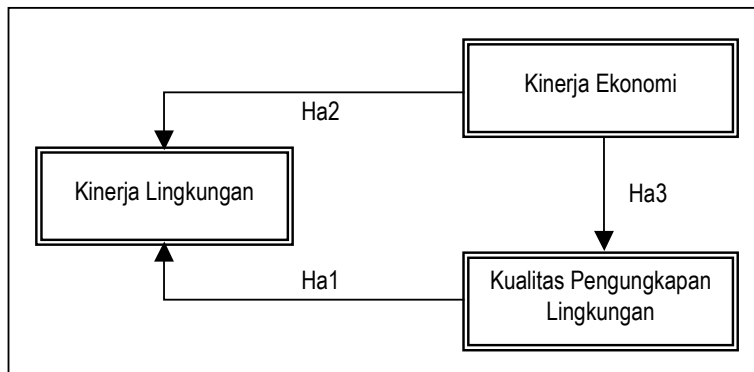 Kinerja Ekonomi
Ha2
Kinerja Lingkungan
Ha3
Ha1
Kualitas Pengungkapan
Lingkungan